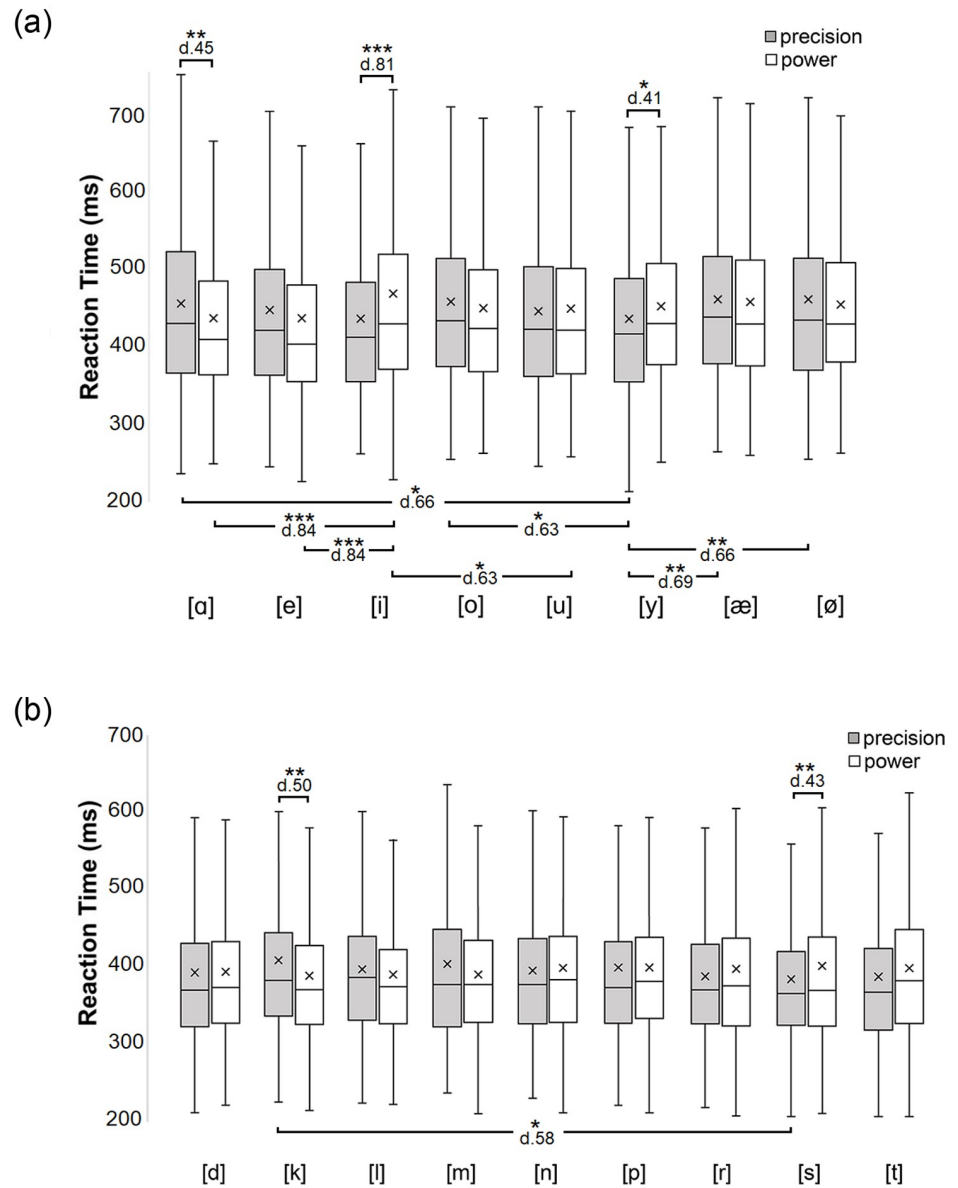 (a)
precision
power
** d.45
*** d.81
* d.41
Reaction Time (ms)
700
600
500
400
300
200
* d.66
*** d.84
* d.63
*** d.84
** d.66
* d.63
** d.69
[ɑ] [e] [i] [o] [u] [y] [æ] [ø]
(b)
precision
power
** d.50
** d.43
Reaction Time (ms)
700
600
500
400
300
200
* d.58
[d] [k] [l] [m] [n] [p] [r] [s] [t]